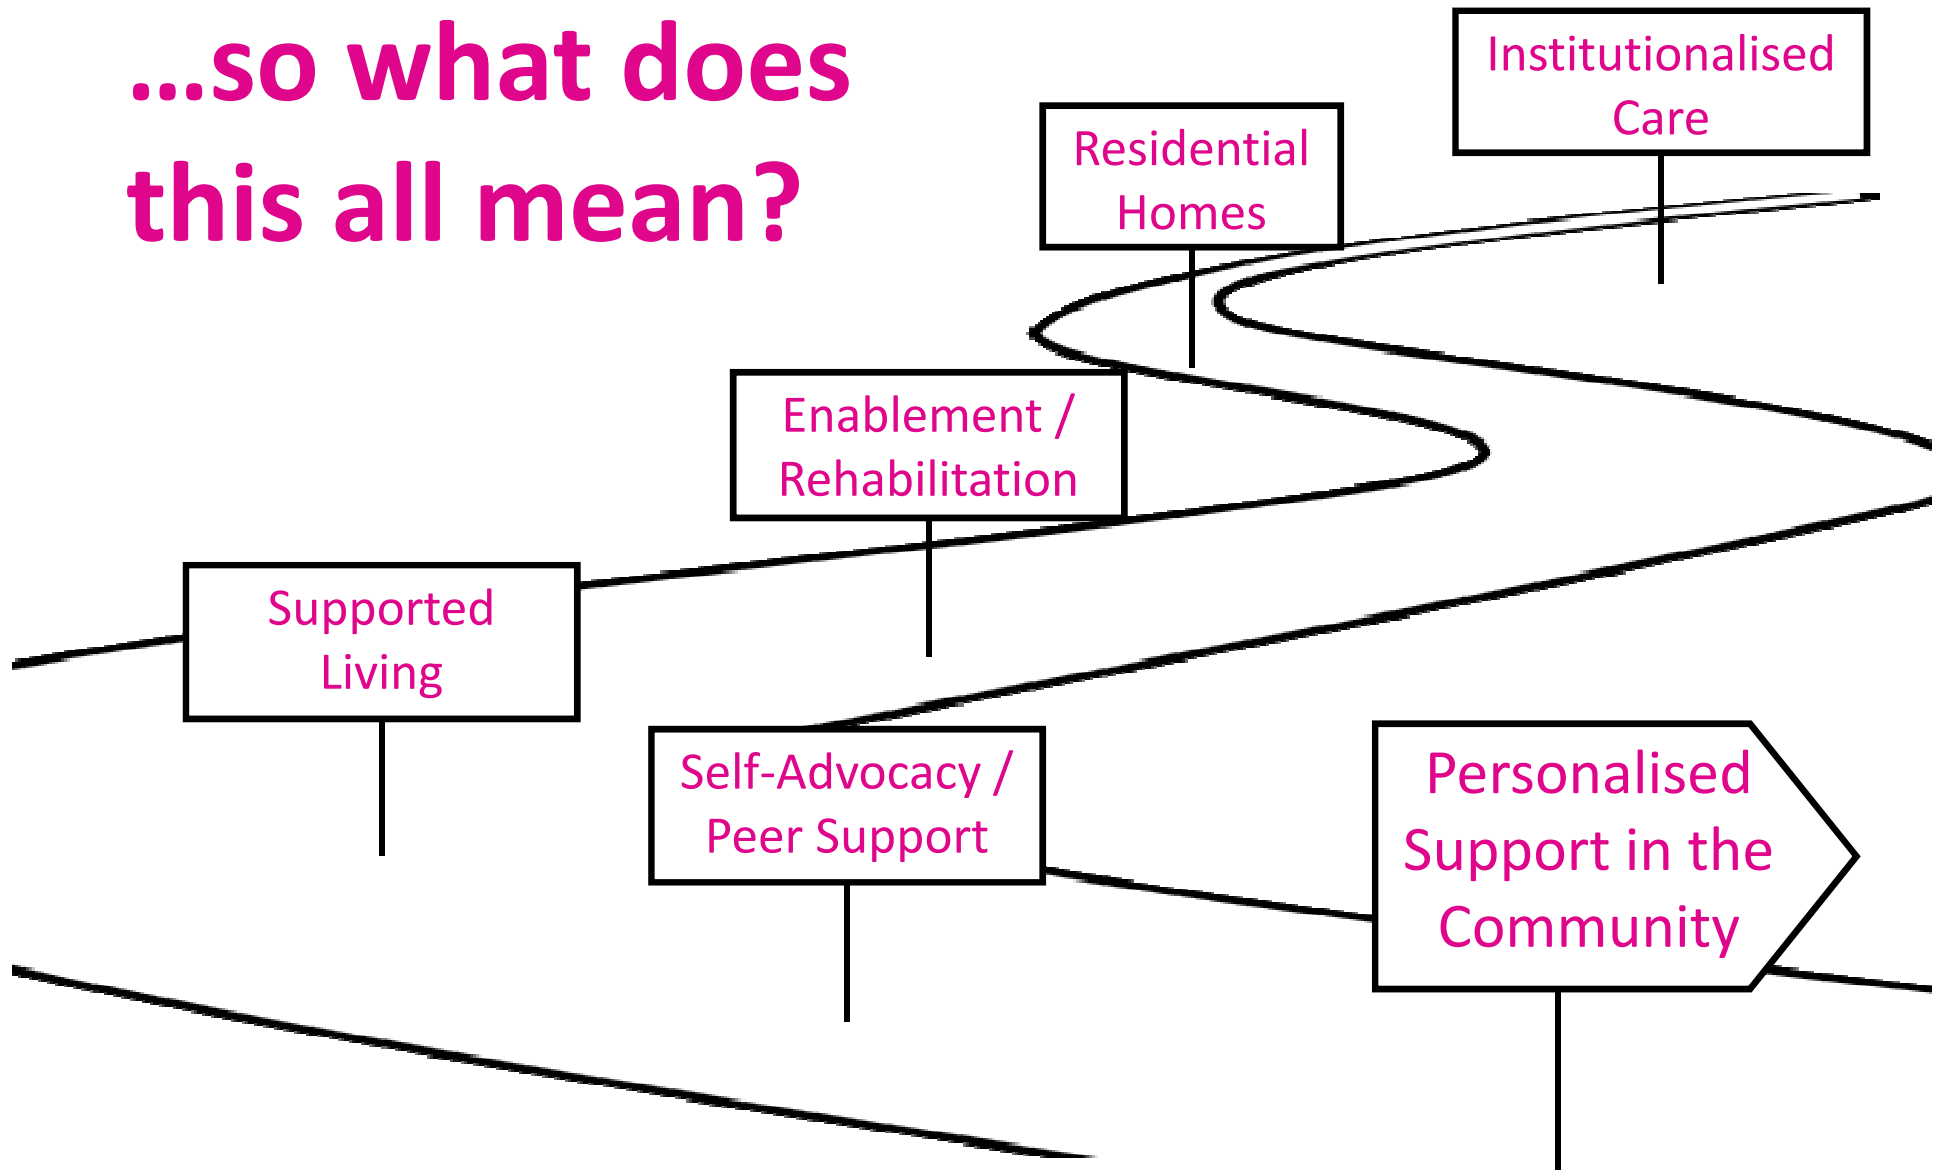 ...so what does
this all mean?
Institutionalised
Care
Residential
Homes
Enablement /
Rehabilitation
Supported
Living
Self-Advocacy /
Peer Support
Personalised
Support in the
Community